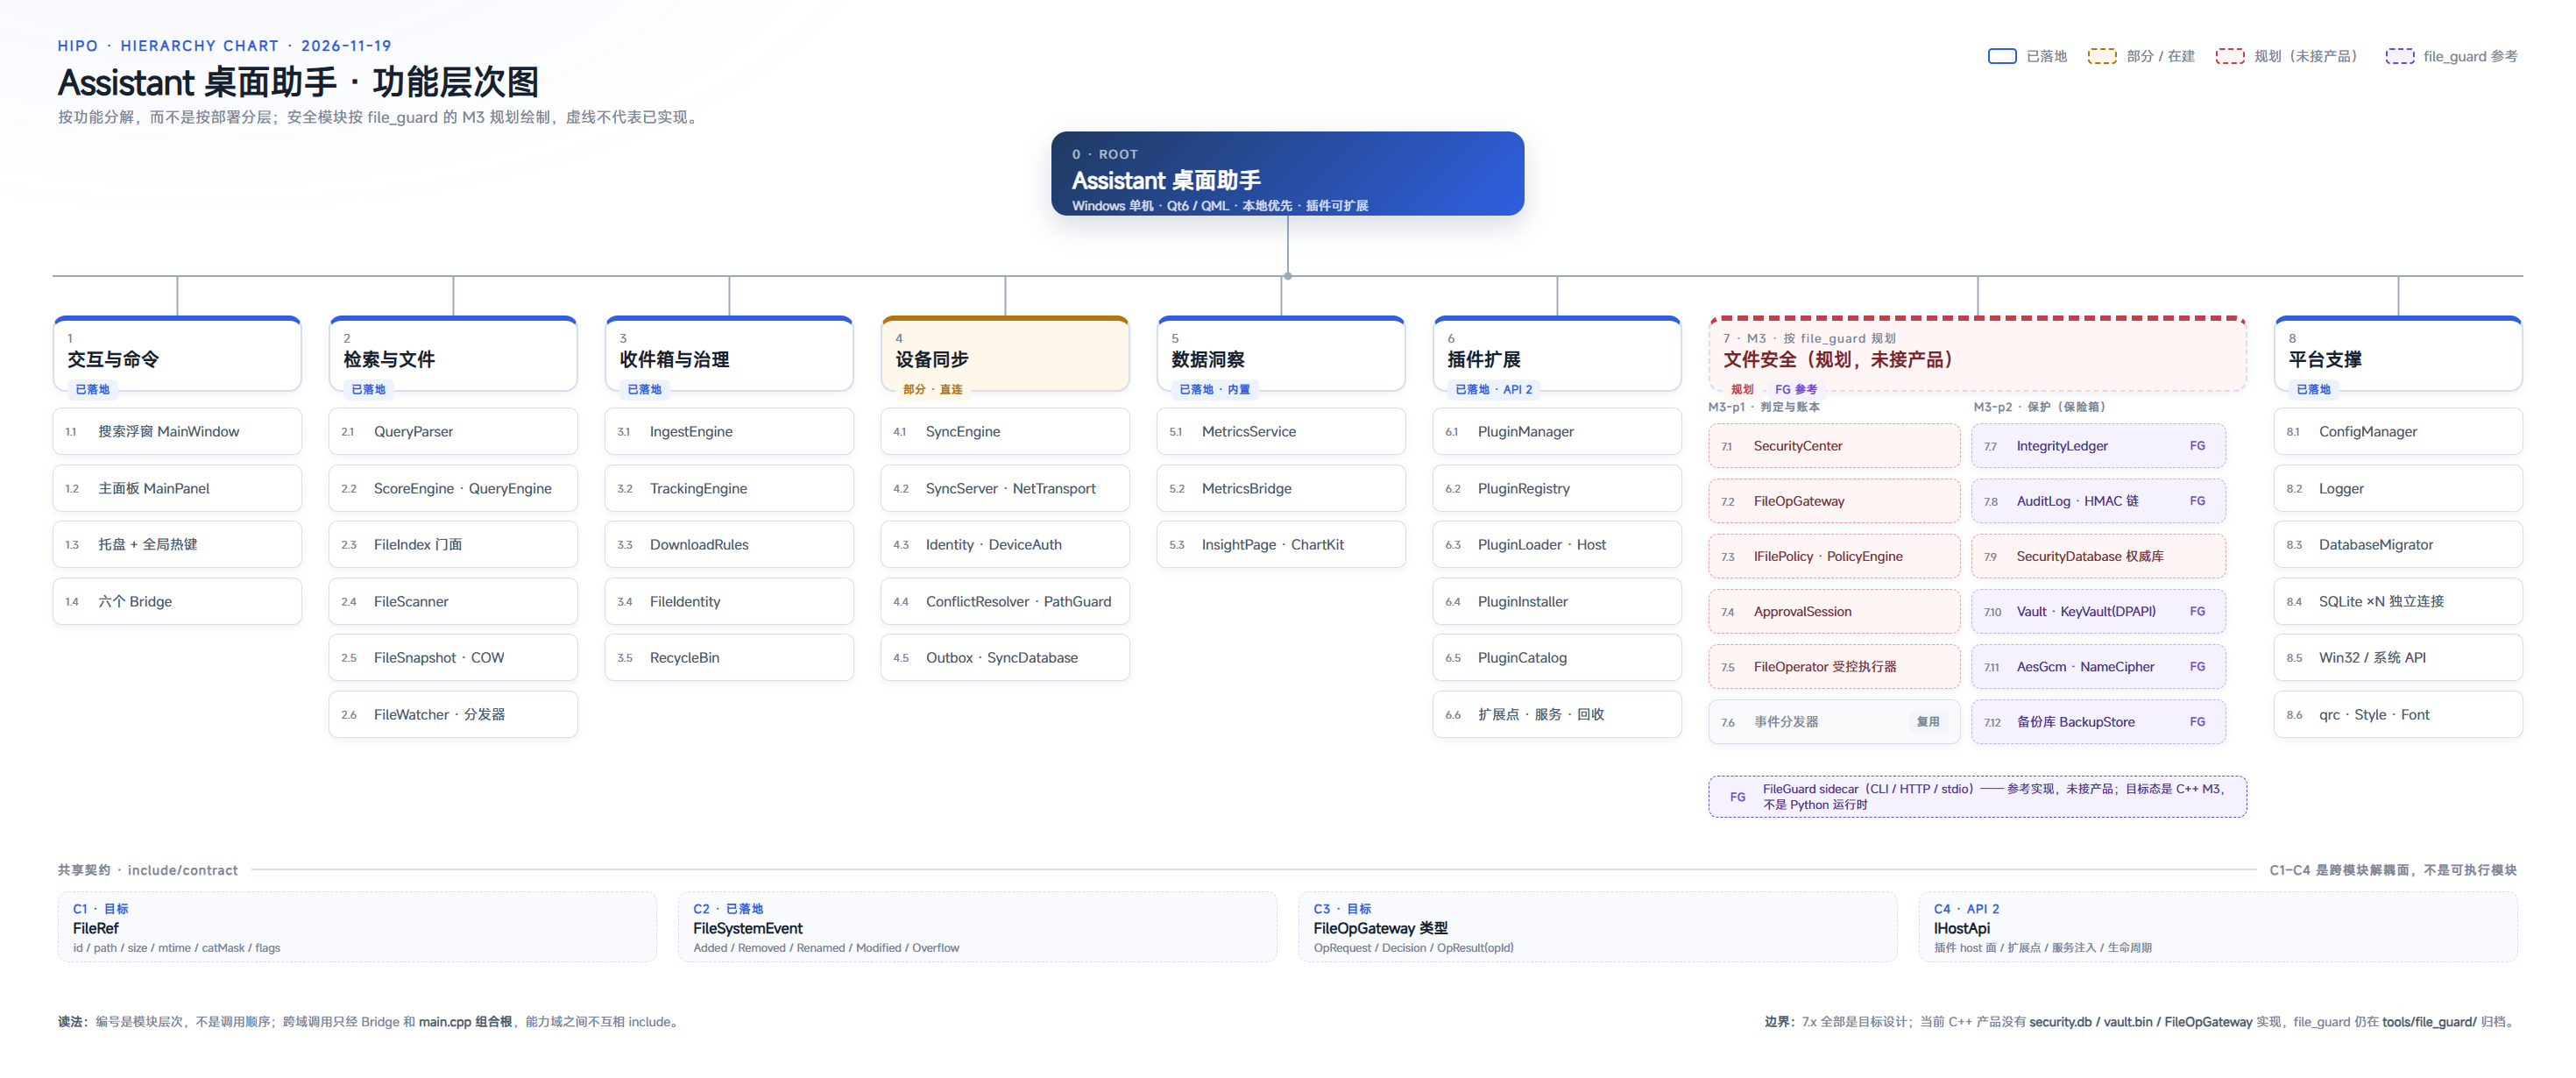 HIPO · HIERARCHY CHART · 2026-11-19
Assistant 桌面助手 · 功能层次图
按功能分解，而不是按部署分层；安全模块按 file_guard 的 M3 规划绘制，虚线不代表已实现。
已落地
部分 / 在建
规划（未接产品）
file_guard 参考
0 · ROOT
Assistant 桌面助手
Windows 单机 · Qt6 / QML · 本地优先 · 插件可扩展
1
交互与命令
已落地
1.1 搜索浮窗 MainWindow
1.2 主面板 MainPanel
1.3 托盘 + 全局热键
1.4 六个 Bridge
2
检索与文件
已落地
2.1 QueryParser
2.2 ScoreEngine · QueryEngine
2.3 FileIndex 门面
2.4 FileScanner
2.5 FileSnapshot · COW
2.6 FileWatcher · 分发器
3
收件箱与治理
已落地
3.1 IngestEngine
3.2 TrackingEngine
3.3 DownloadRules
3.4 FileIdentity
3.5 RecycleBin
4
设备同步
部分 · 直连
4.1 SyncEngine
4.2 SyncServer · NetTransport
4.3 Identity · DeviceAuth
4.4 ConflictResolver · PathGuard
4.5 Outbox · SyncDatabase
5
数据洞察
已落地 · 内置
5.1 MetricsService
5.2 MetricsBridge
5.3 InsightPage · ChartKit
6
插件扩展
已落地 · API 2
6.1 PluginManager
6.2 PluginRegistry
6.3 PluginLoader · Host
6.4 PluginInstaller
6.5 PluginCatalog
6.6 扩展点 · 服务 · 回收
7 · M3 · 按 file_guard 规划
文件安全（规划，未接产品）
规划 · FG 参考
M3-p1 · 判定与账本
7.1 SecurityCenter
7.2 FileOpGateway
7.3 IFilePolicy · PolicyEngine
7.4 ApprovalSession
7.5 FileOperator 受控执行器
7.6 事件分发器 复用
M3-p2 · 保护（保险箱）
7.7 IntegrityLedger FG
7.8 AuditLog · HMAC 链 FG
7.9 SecurityDatabase 权威库
7.10 Vault · KeyVault(DPAPI) FG
7.11 AesGcm · NameCipher FG
7.12 备份库 BackupStore FG
FG FileGuard sidecar（CLI / HTTP / stdio）—— 参考实现，未接产品；目标态是 C++ M3，
不是 Python 运行时
8
平台支撑
已落地
8.1 ConfigManager
8.2 Logger
8.3 DatabaseMigrator
8.4 SQLite ×N 独立连接
8.5 Win32 / 系统 API
8.6 qrc · Style · Font
共享契约 · include/contract
C1–C4 是跨模块解耦面，不是可执行模块
C1 · 目标
FileRef
id / path / size / mtime / catMask / flags
C2 · 已落地
FileSystemEvent
Added / Removed / Renamed / Modified / Overflow
C3 · 目标
FileOpGateway 类型
OpRequest / Decision / OpResult(opId)
C4 · API 2
IHostApi
插件 host 面 / 扩展点 / 服务注入 / 生命周期
读法：编号是模块层次，不是调用顺序；跨域调用只经 Bridge 和 main.cpp 组合根，能力域之间不互相 include。
边界：7.x 全部是目标设计；当前 C++ 产品没有 security.db / vault.bin / FileOpGateway 实现，file_guard 仍在 tools/file_guard/ 归档。